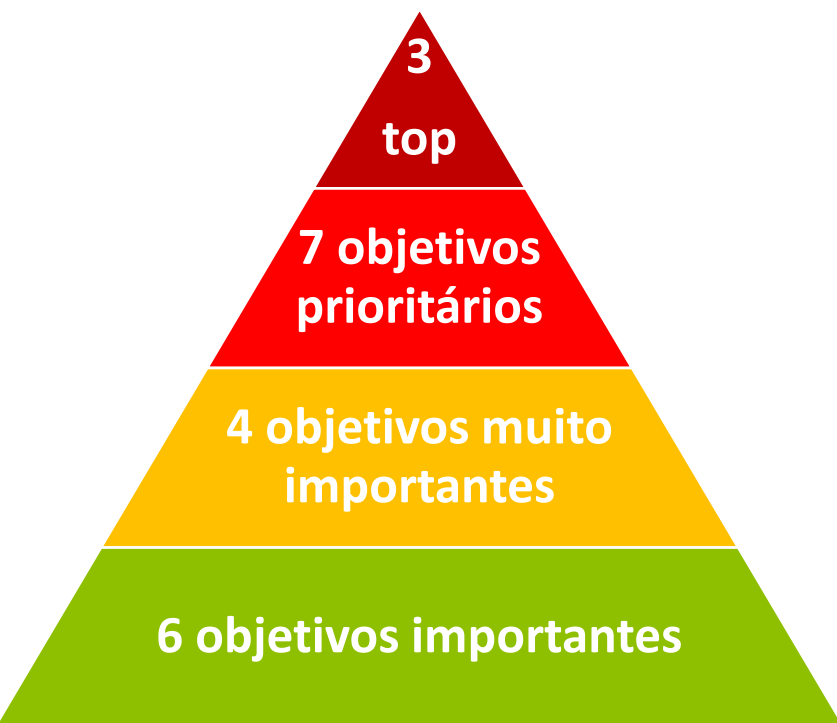 3
top
7 objetivos
prioritários
4 objetivos muito
importantes
6 objetivos importantes